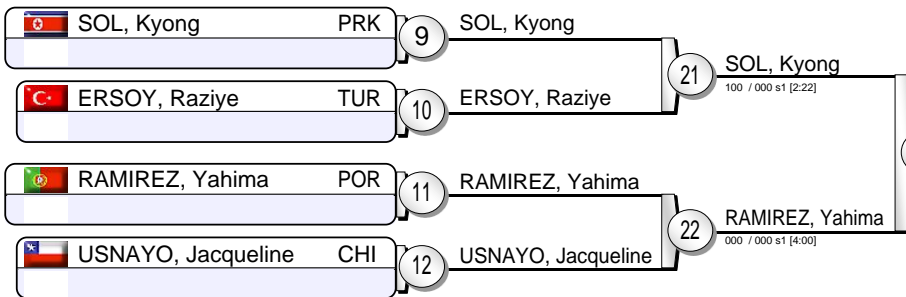 SOL, Kyong PRK
9
SOL, Kyong
21
SOL, Kyong
100 / 000 s1 [2:22]
ERSOY, Raziye TUR
10
ERSOY, Raziye
RAMIREZ, Yahima POR
11
RAMIREZ, Yahima
22
RAMIREZ, Yahima
000 / 000 s1 [4:00]
USNAYO, Jacqueline CHI
12
USNAYO, Jacqueline